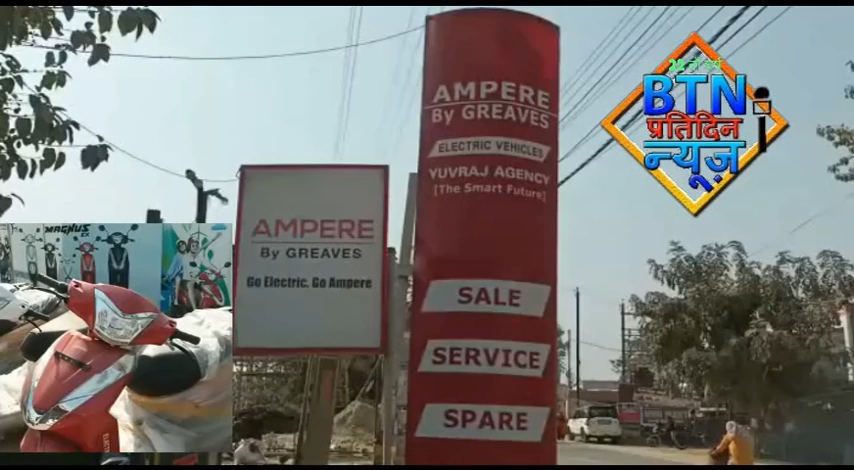 AMPERE
By GREAVES
ELECTRIC VEHICLES
YUVRAJ AGENCY
[THE SMART FUTURE]
SALE
SERVICE
SPARE
AMPERE
By GREAVES
GO ELECTRIC. GO AMPERE
MAGNUS
EX
BTN
प्रतिदिन
न्यूज़